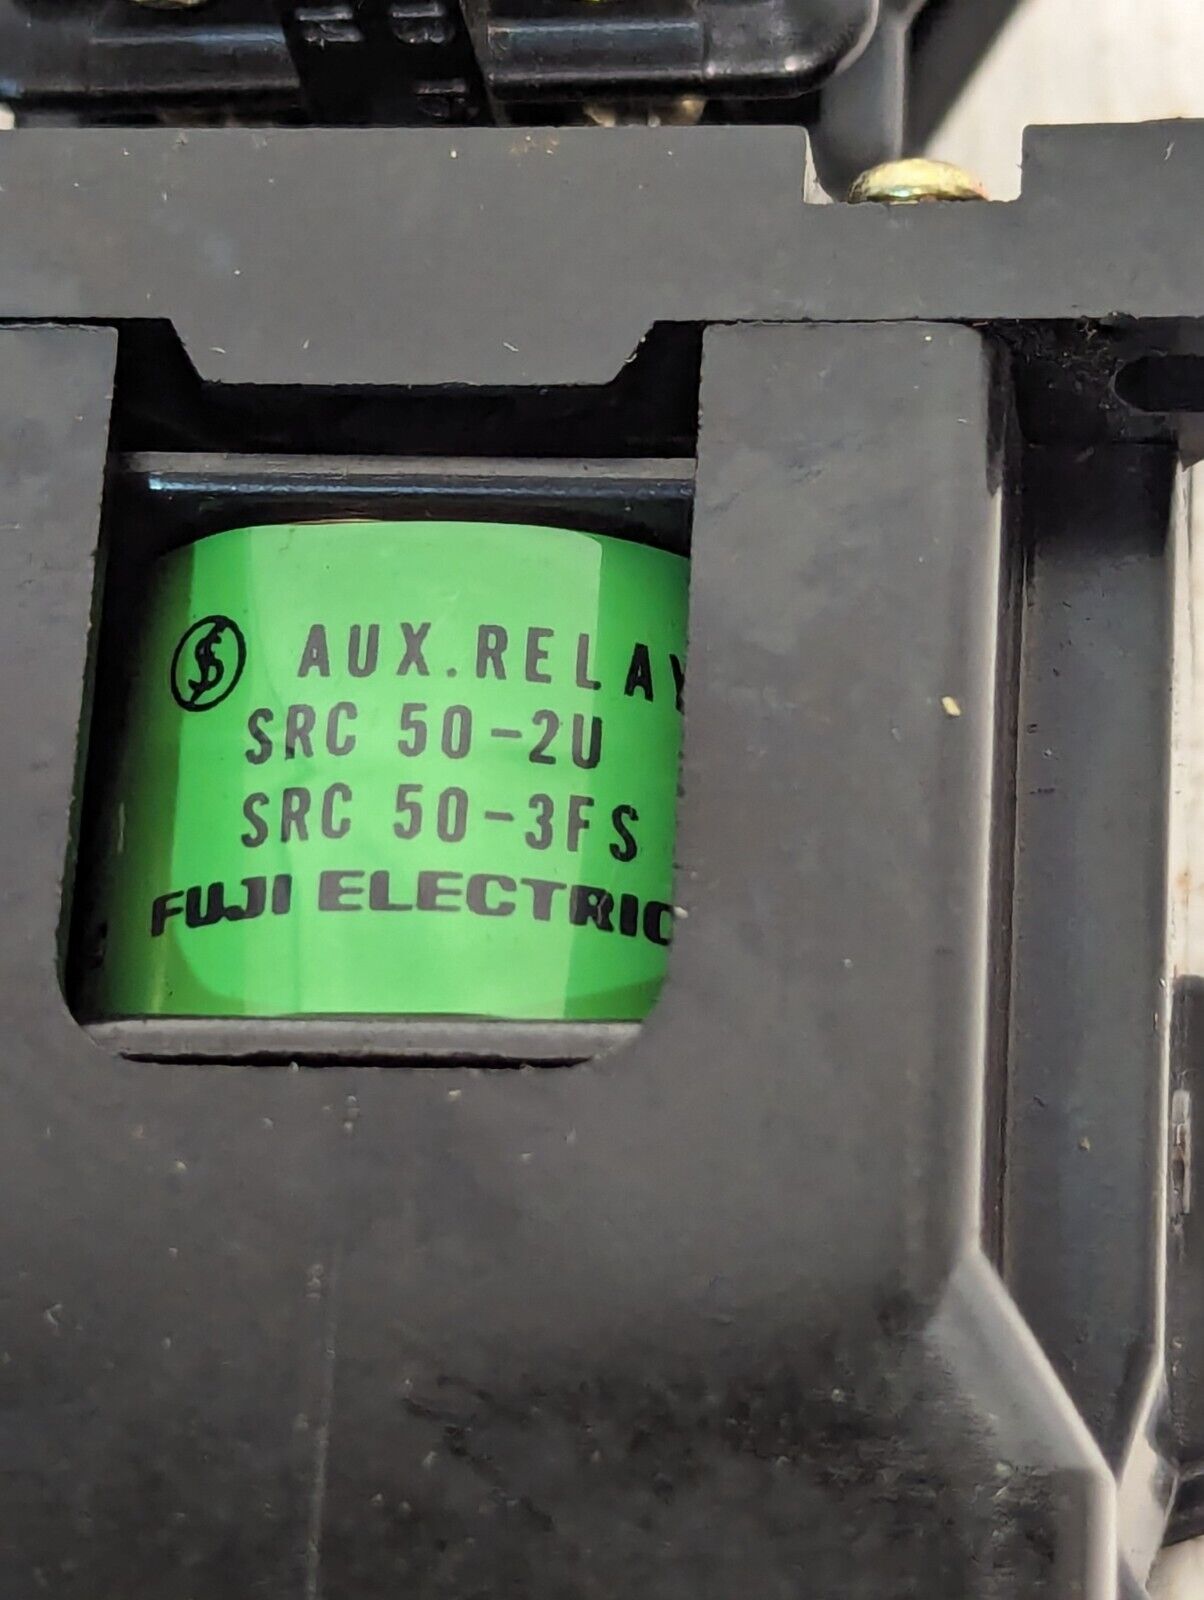 AUX.RELAY
SRC 50-2U
SRC 50-3FS
FUJI ELECTRIC